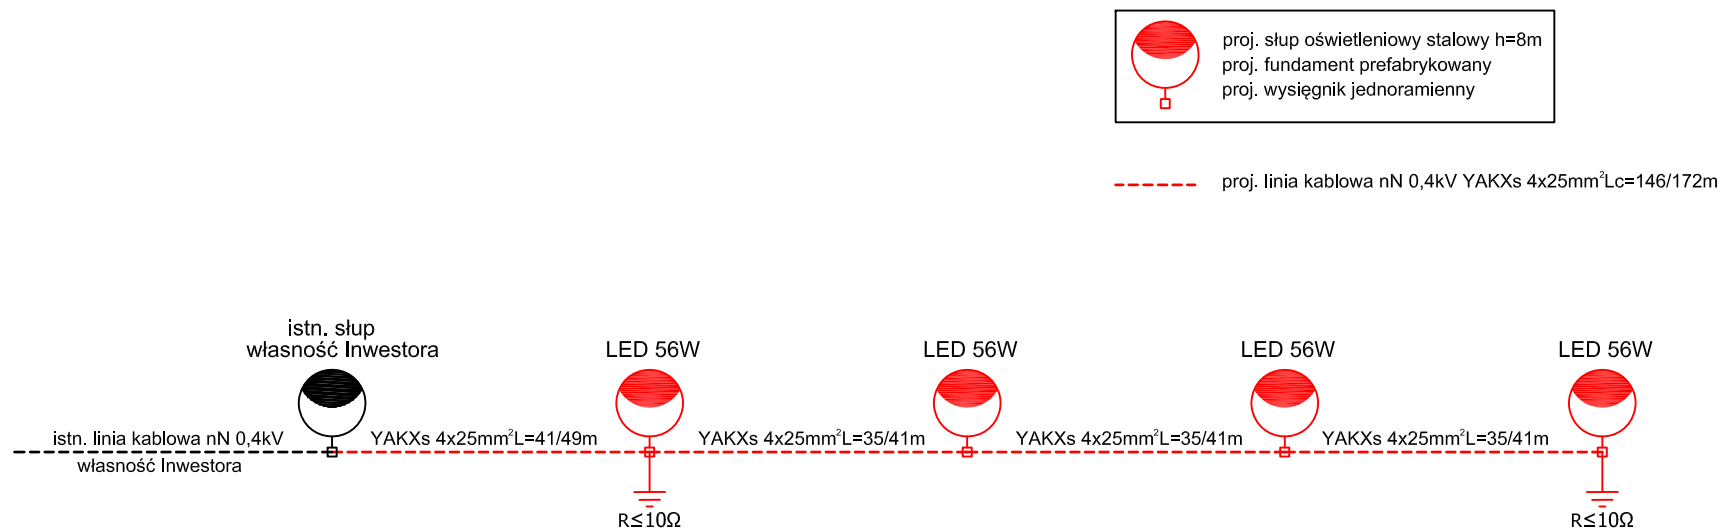 proj. słup oświetleniowy stalowy h=8m
proj. fundament prefabrykowany
proj. wysięgnik jednoramienny
proj. linia kablowa nN 0,4kV YAKXs 4x25mm²Lc=146/172m
istn. słup
własność Inwestora
LED 56W
LED 56W
LED 56W
LED 56W
istn. linia kablowa nN 0,4kV
YAKXs 4x25mm²L=41/49m
YAKXs 4x25mm²L=35/41m
YAKXs 4x25mm²L=35/41m
YAKXs 4x25mm²L=35/41m
własność Inwestora
R≤10Ω
R≤10Ω